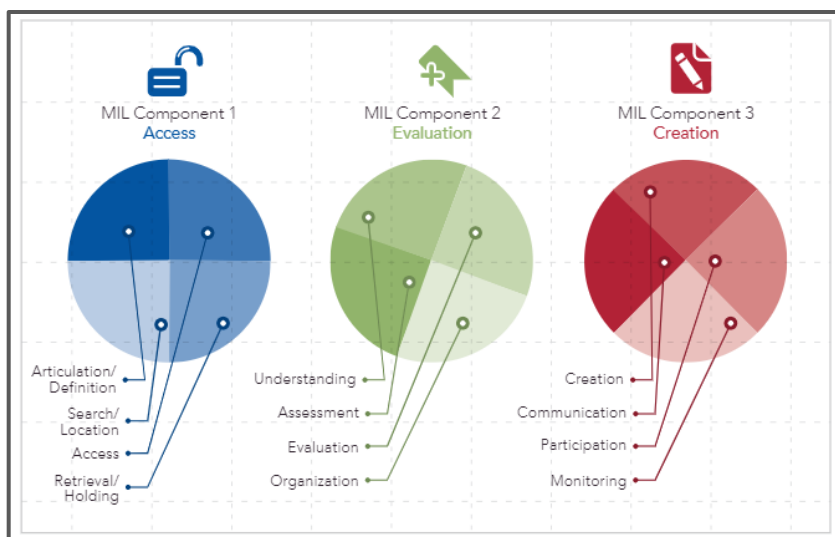 MIL Component 1
Access
MIL Component 2
Evaluation
MIL Component 3
Creation
Articulation/
Definition
Search/
Location
Access
Retrieval/
Holding
Understanding
Assessment
Evaluation
Organization
Creation
Communication
Participation
Monitoring